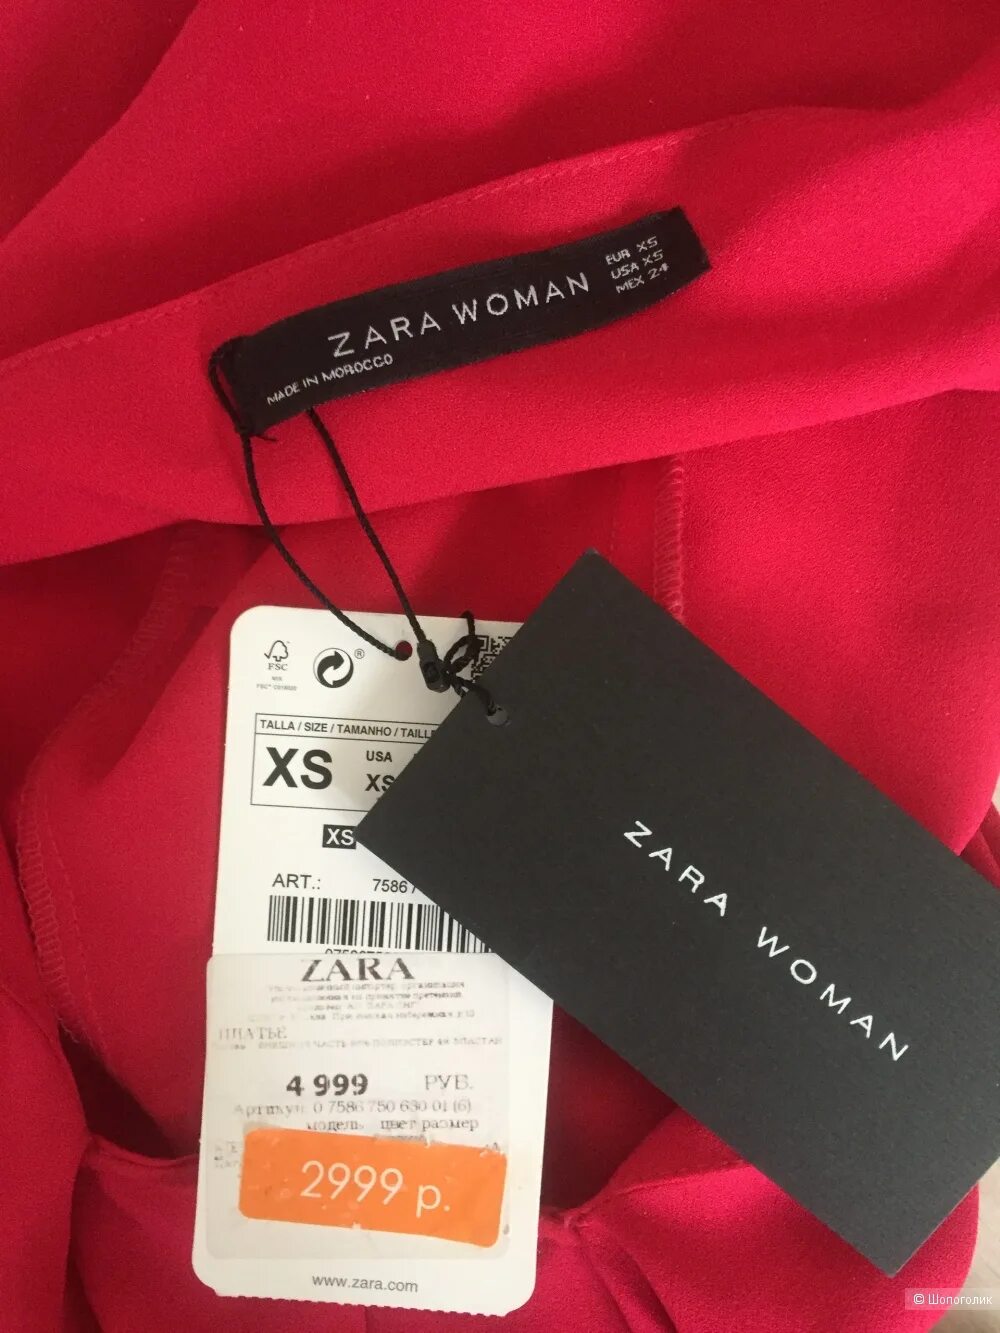 ZARA WOMAN
MADE IN MOROCCO
EUR XS
USA XS
MEX 24
FSC
MIX
®
TALLA / SIZE / TAMANHO / TAILLE
XS
USA
XS
XS
ART.: 7586
ZARA
ПЛАТЬЕ
4 999 РУБ.
Артикул: 0 7586 750 630 01 (6)
модель цвет размер
2999 р.
www.zara.com
ZARA WOMAN
© Шопоголик